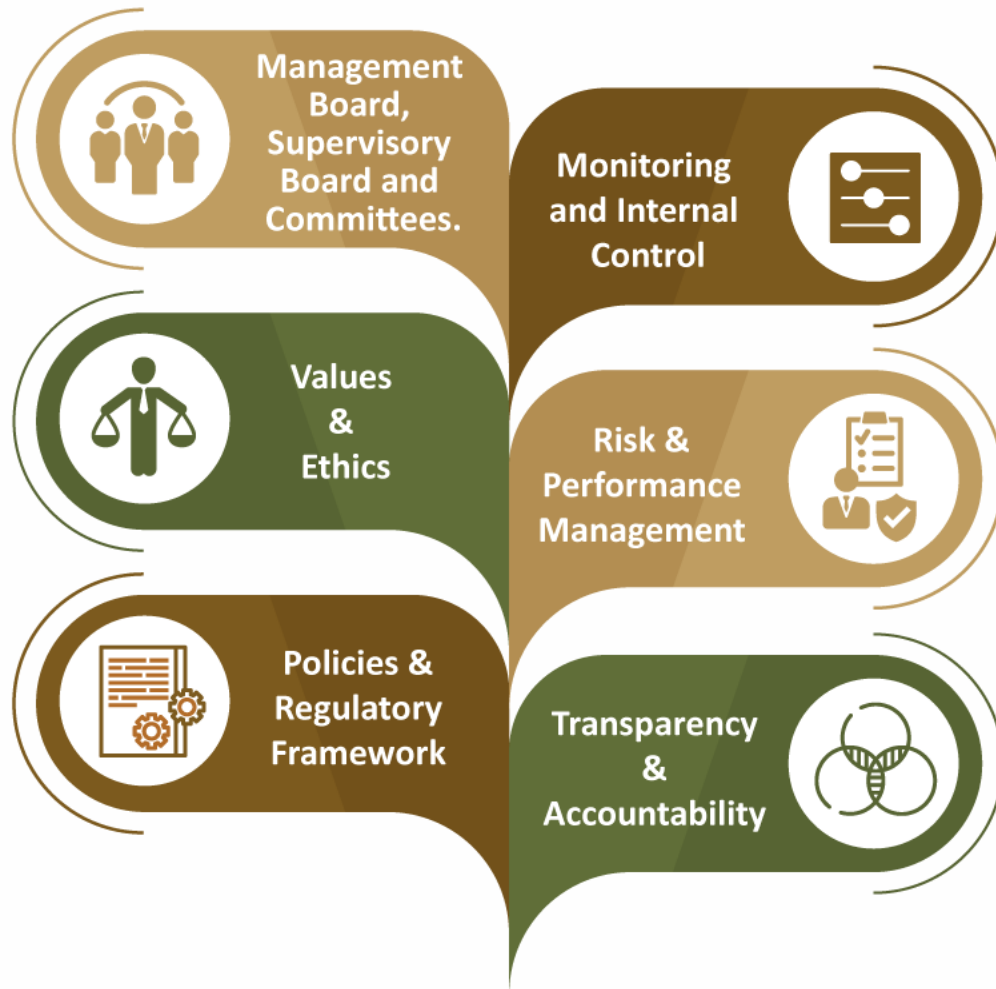 Management
Board,
Supervisory
Board and
Committees.
Monitoring
and Internal
Control
Values
&
Ethics
Risk &
Performance
Management
Policies &
Regulatory
Framework
Transparency
&
Accountability